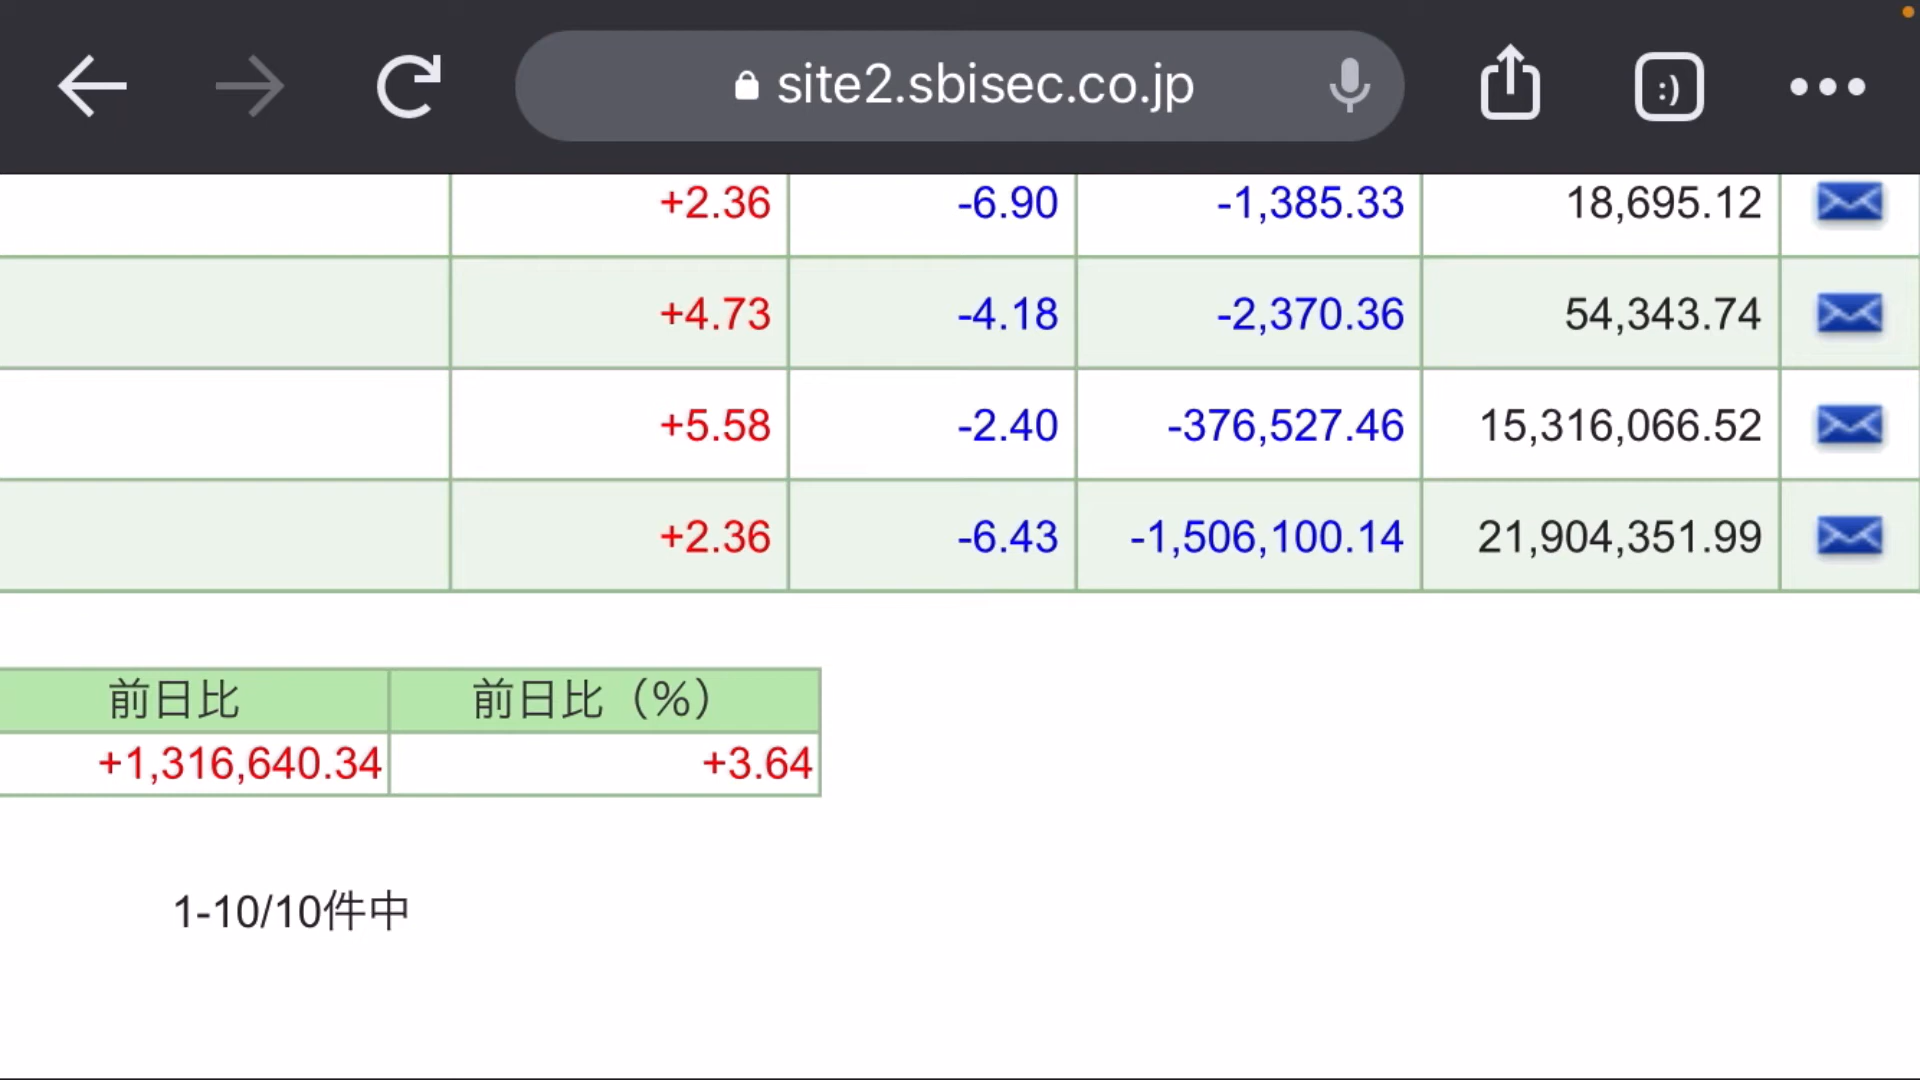 site2.sbisec.co.jp
:)
+2.36 -6.90 -1,385.33 18,695.12
+4.73 -4.18 -2,370.36 54,343.74
+5.58 -2.40 -376,527.46 15,316,066.52
+2.36 -6.43 -1,506,100.14 21,904,351.99
前日比 前日比（%）
+1,316,640.34 +3.64
1-10/10件中